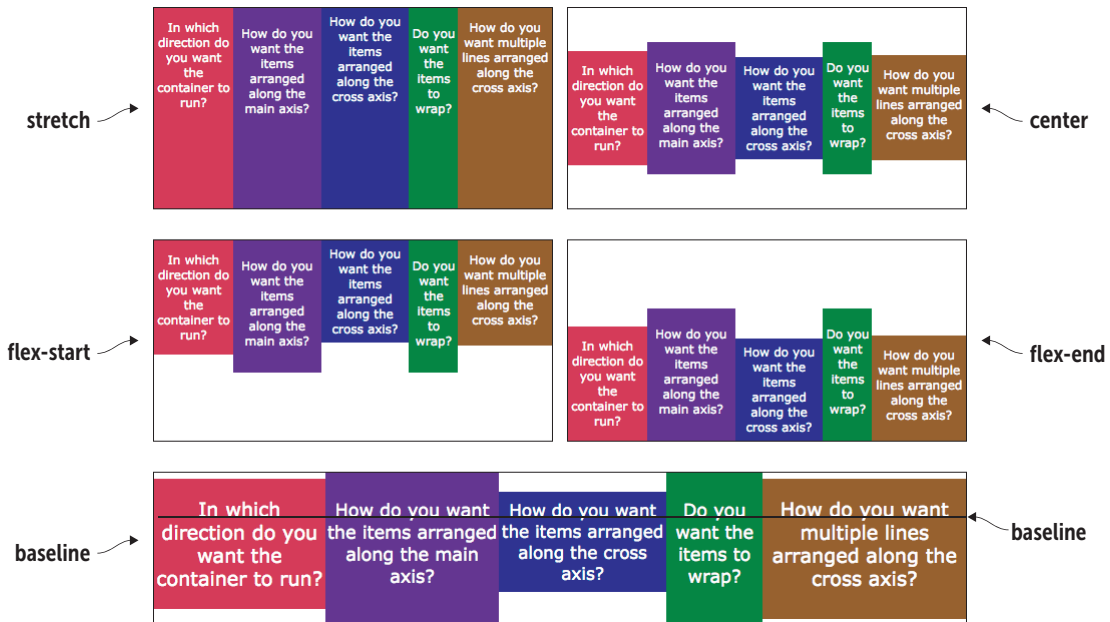 stretch
In which
direction do
you want
the
container to
run?
How do you
want the
items
arranged
along the
main axis?
How do you
want the
items
arranged
along the
cross axis?
Do you
want
the
items
to
wrap?
How do you
want multiple
lines arranged
along the
cross axis?
center
In which
direction do
you want
the
container to
run?
How do you
want the
items
arranged
along the
main axis?
How do you
want the
items
arranged
along the
cross axis?
Do you
want
the
items
to
wrap?
How do you
want multiple
lines arranged
along the
cross axis?
flex-start
In which
direction do
you want
the
container to
run?
How do you
want the
items
arranged
along the
main axis?
How do you
want the
items
arranged
along the
cross axis?
Do you
want
the
items
to
wrap?
How do you
want multiple
lines arranged
along the
cross axis?
flex-end
In which
direction do
you want
the
container to
run?
How do you
want the
items
arranged
along the
main axis?
How do you
want the
items
arranged
along the
cross axis?
Do you
want
the
items
to
wrap?
How do you
want multiple
lines arranged
along the
cross axis?
baseline
In which
direction do you
want the
container to run?
How do you want
the items arranged
along the main
axis?
How do you want
the items arranged
along the cross
axis?
Do you
want the
items to
wrap?
How do you want
multiple lines
arranged along the
cross axis?
baseline